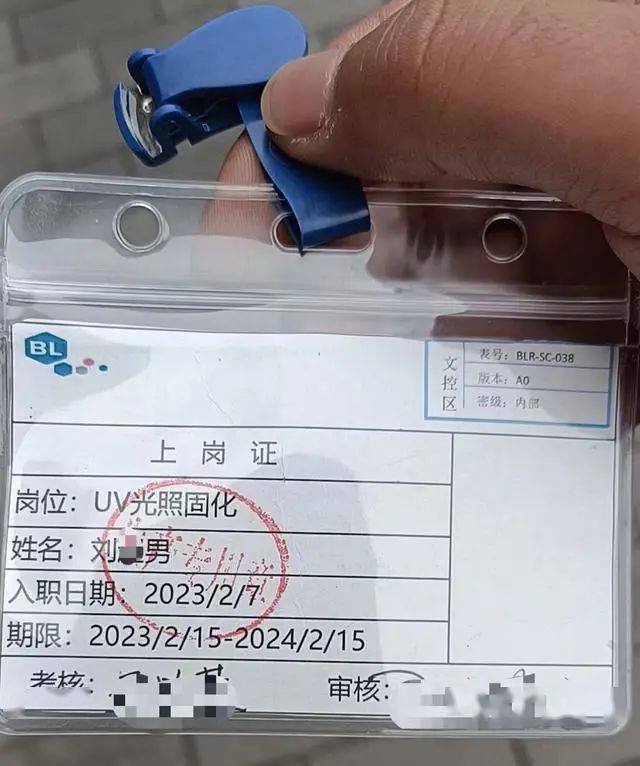 BL
文控区
表号：BLR-SC-038
版本：A0
密级：内部
上岗证
岗位：UV光照固化
姓名：刘 男
入职日期：2023/2/7
期限：2023/2/15-2024/2/15
考核：
审核：